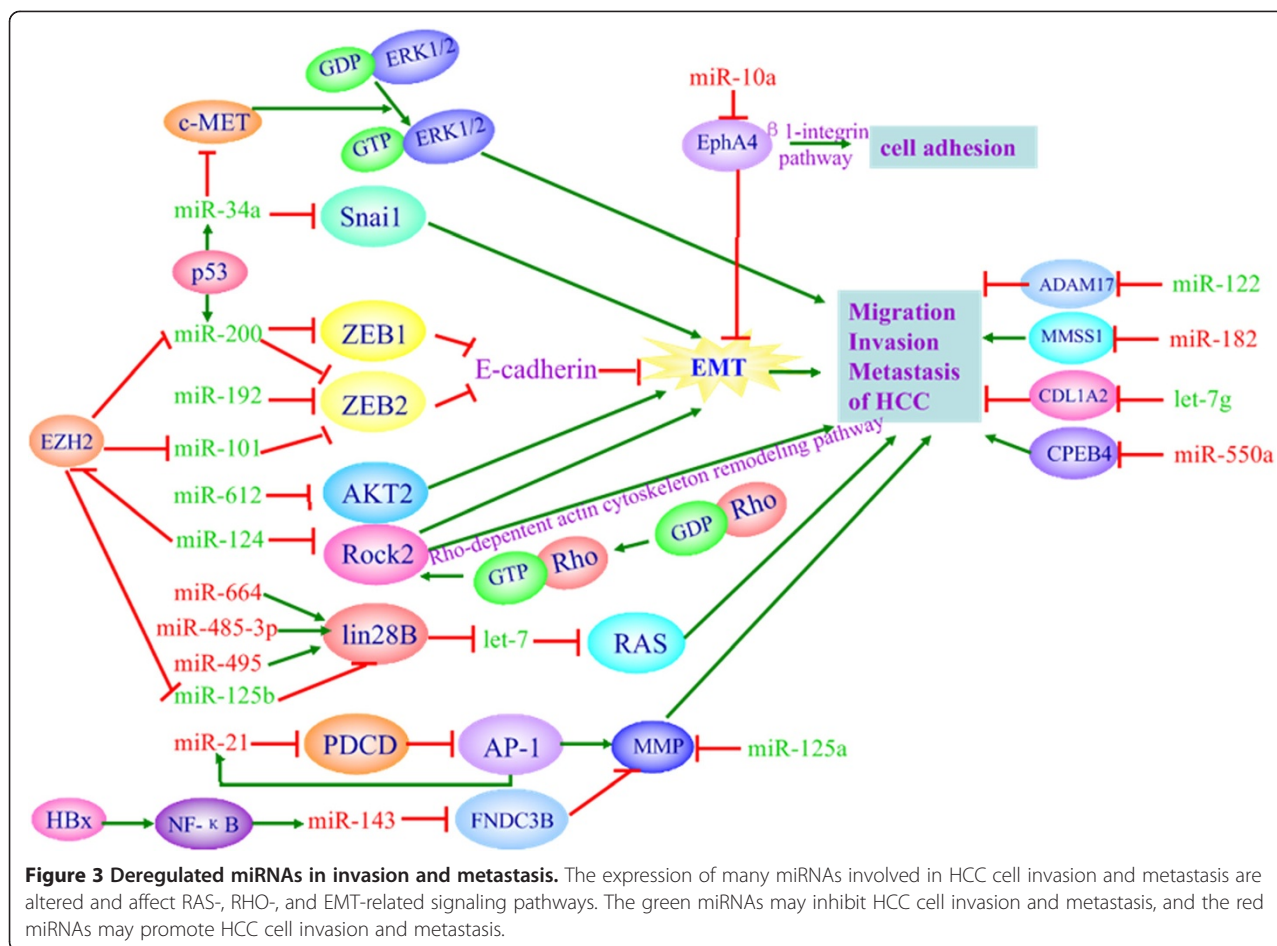 GDP
ERK1/2
c-MET
GTP
ERK1/2
miR-10a
EphA4
β 1-integrin
pathway
cell adhesion
miR-34a
Snai1
p53
miR-200
ZEB1
E-cadherin
EMT
miR-192
ZEB2
EZH2
miR-101
miR-612
AKT2
miR-124
Rock2
Rho-depentent actin cytoskeleton remodeling pathway
GTP
Rho
GDP
Rho
Migration
Invasion
Metastasis
of HCC
ADAM17
miR-122
MMSS1
miR-182
CDL1A2
let-7g
CPEB4
miR-550a
miR-664
miR-485-3p
lin28B
let-7
RAS
miR-495
miR-125b
miR-21
PDCD
AP-1
MMP
miR-125a
HBx
NF-κB
miR-143
FNDC3B
Figure 3 Deregulated miRNAs in invasion and metastasis. The expression of many miRNAs involved in HCC cell invasion and metastasis are
altered and affect RAS-, RHO-, and EMT-related signaling pathways. The green miRNAs may inhibit HCC cell invasion and metastasis, and the red
miRNAs may promote HCC cell invasion and metastasis.